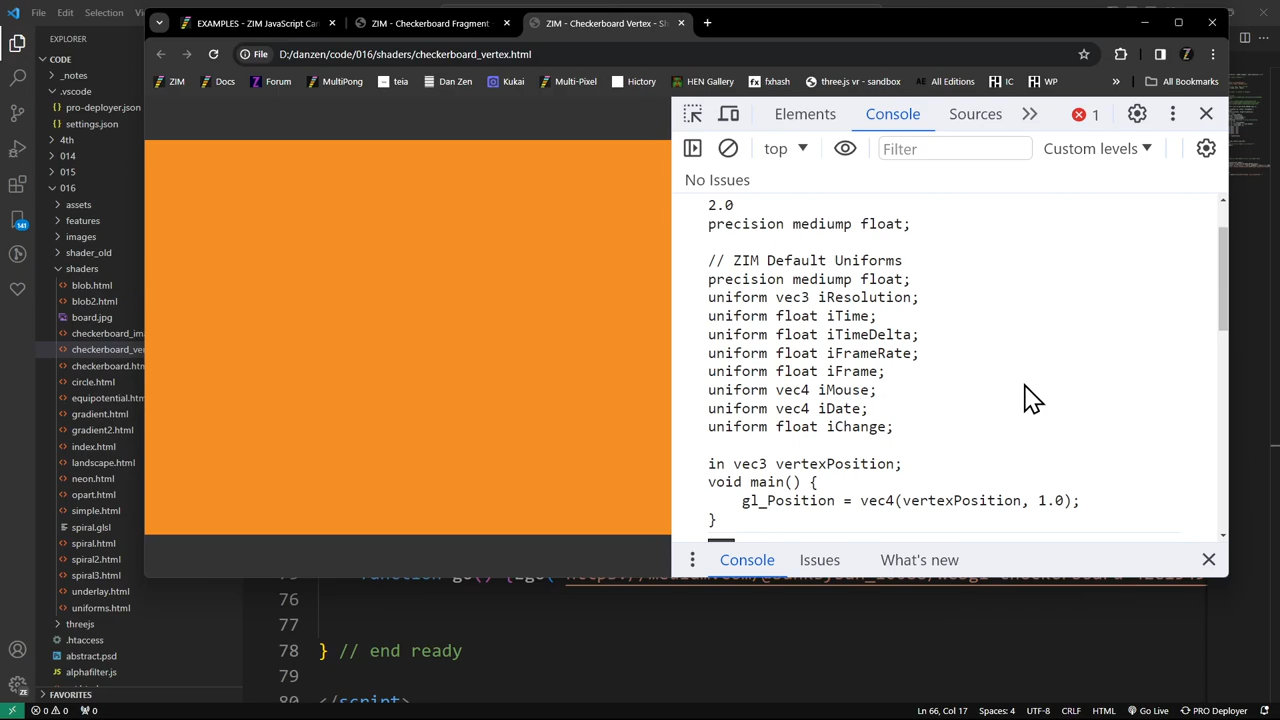 File Edit Selection
EXAMPLES - ZIM JavaScript Ca
ZIM - Checkerboard Fragment
ZIM - Checkerboard Vertex - S
File D:/danzen/code/016/shaders/checkerboard_vertex.html
ZIM Docs Forum MultiPong teia Dan Zen Kukai Multi-Pixel Hictory HEN Gallery fxhash three.js vr - sandbox AE All Editions IC WP » All Bookmarks
EXPLORER
CODE
_notes
.vscode
pro-deployer.json
settings.json
4th
014
015
016
assets
features
images
shader_old
shaders
blob.html
blob2.html
board.jpg
checkerboard_im
checkerboard_ve
checkerboard.htm
circle.html
equipotential.htm
gradient.html
gradient2.html
index.html
landscape.html
neon.html
opart.html
simple.html
spiral.glsl
spiral.html
spiral2.html
spiral3.html
underlay.html
uniforms.html
threejs
.htaccess
abstract.psd
alphafilter.js
FAVORITES
141
ZE
Elements Console Sources 1
top Filter Custom levels
No Issues
2.0
precision mediump float;
// ZIM Default Uniforms
precision mediump float;
uniform vec3 iResolution;
uniform float iTime;
uniform float iTimeDelta;
uniform float iFrameRate;
uniform float iFrame;
uniform vec4 iMouse;
uniform vec4 iDate;
uniform float iChange;
in vec3 vertexPosition;
void main() {
gl_Position = vec4(vertexPosition, 1.0);
}
Console Issues What's new
76
77
78 } // end ready
79
80 </script>
0 0 0 Ln 66, Col 17 Spaces: 4 UTF-8 CRLF HTML Go Live PRO Deployer